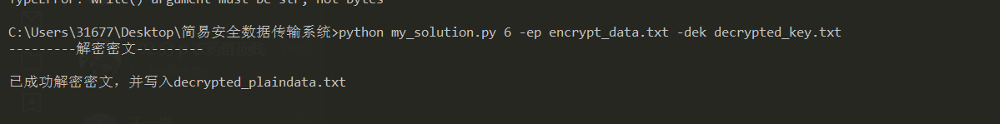 TypeError: write() argument must be str, not bytes
C:\Users\31677\Desktop\简易安全数据传输系统>python my_solution.py 6 -ep encrypt_data.txt -dek decrypted_key.txt
---------解密密文---------
已成功解密密文，并写入decrypted_plaindata.txt